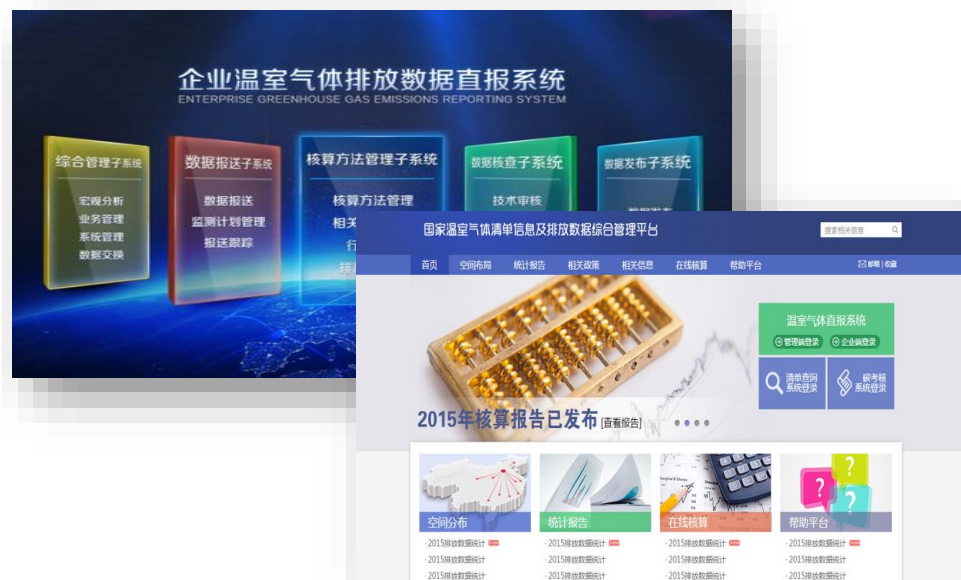 企业温室气体排放数据直报系统
ENTERPRISE GREENHOUSE GAS EMISSIONS REPORTING SYSTEM
综合管理子系统
宏观分析
业务管理
系统管理
数据交换
数据报送子系统
数据报送
监测计划管理
报送跟踪
核算方法管理子系统
核算方法管理
相关
行
数据核查子系统
技术审核
数据发布子系统
国家温室气体清单信息及排放数据综合管理平台
搜索相关信息
首页 空间布局 统计报告 相关政策 相关信息 在线核算 帮助平台 邮箱 | 收藏
温室气体直报系统
管理端登录 企业端登录
清单查询
系统登录
碳考核
系统登录
2015年核算报告已发布 [查看报告]
空间分布
·2015排放数据统计
·2015排放数据统计
·2015排放数据统计
统计报告
·2015排放数据统计
·2015排放数据统计
·2015排放数据统计
在线核算
·2015排放数据统计
·2015排放数据统计
·2015排放数据统计
帮助平台
·2015排放数据统计
·2015排放数据统计
·2015排放数据统计